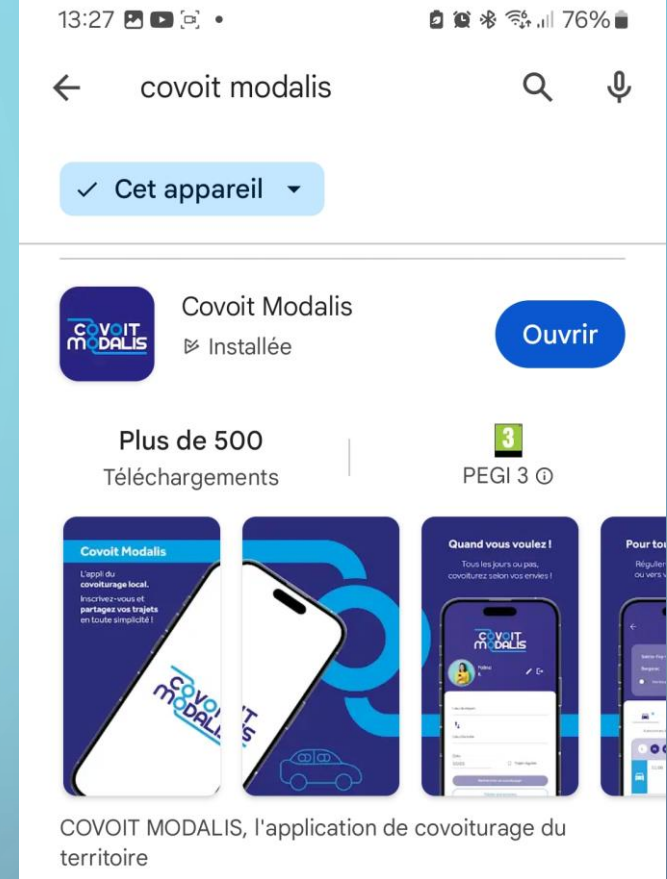 13:27
76%
covoit modalis
Cet appareil
COVOIT
MODALIS
Covoit Modalis
Installée
Ouvrir
Plus de 500
Téléchargements
3
PEGI 3
Covoit Modalis
L'appli du
covoiturage local.
Inscrivez-vous et
partagez vos trajets
en toute simplicité !
COVOIT
MODALIS
Quand vous voulez !
Tous les jours ou pas,
covoiturez selon vos envies !
COVOIT
MODALIS
Pour tou
Régulier
ou vers v
COVOIT MODALIS, l'application de covoiturage du
territoire